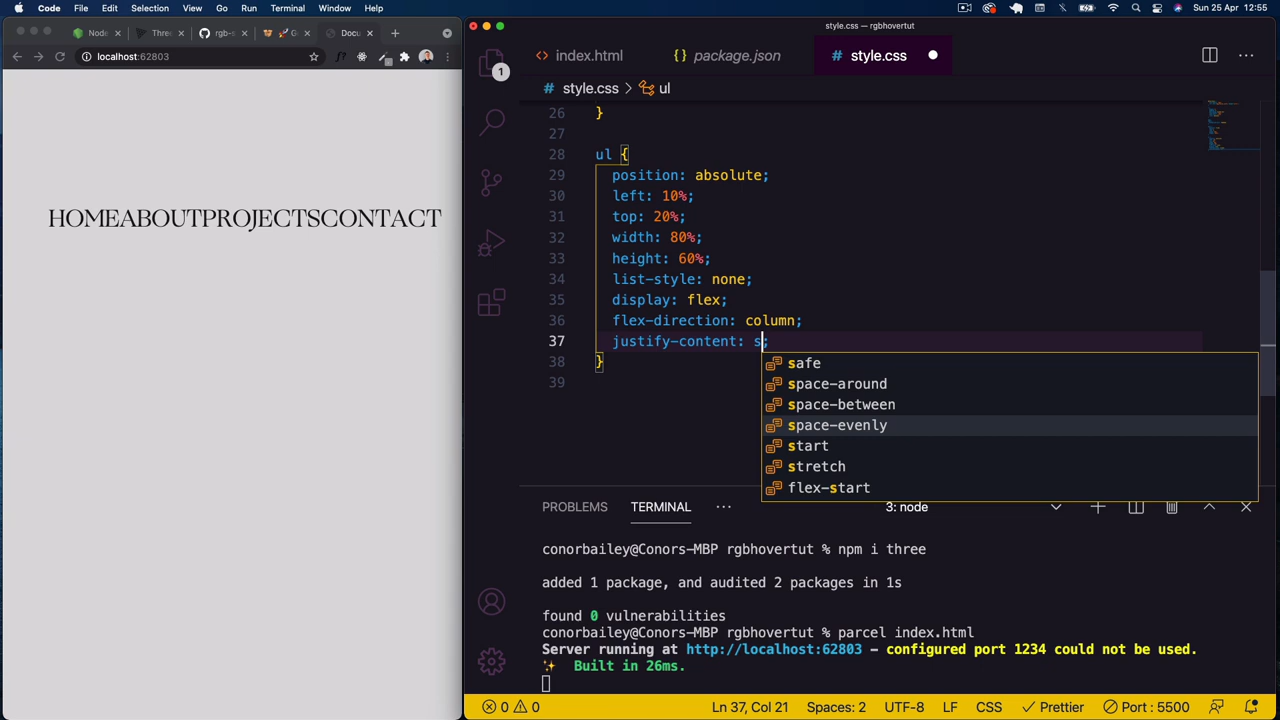 Code File Edit Selection View Go Run Terminal Window Help Sun 25 Apr 12:55
Node Thre rgb-s G Docu
style.css — rgbhovertut
localhost:62803
index.html package.json style.css
1
style.css > ul
HOMEABOUTPROJECTSCONTACT
26 }
27
28 ul {
29 position: absolute;
30 left: 10%;
31 top: 20%;
32 width: 80%;
33 height: 60%;
34 list-style: none;
35 display: flex;
36 flex-direction: column;
37 justify-content: s;
38 }
39
safe
space-around
space-between
space-evenly
start
stretch
flex-start
PROBLEMS TERMINAL ··· 3: node
conorbailey@Conors-MBP rgbhovertut % npm i three
added 1 package, and audited 2 packages in 1s
found 0 vulnerabilities
conorbailey@Conors-MBP rgbhovertut % parcel index.html
Server running at http://localhost:62803 — configured port 1234 could not be used.
✨ Built in 26ms.
0 0 Ln 37, Col 21 Spaces: 2 UTF-8 LF CSS Prettier Port : 5500